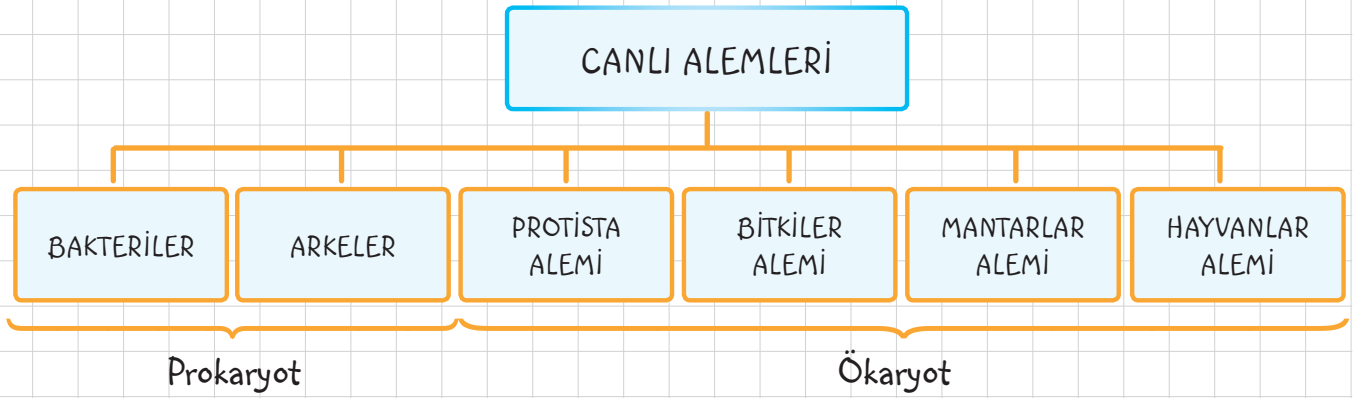 CANLI ALEMLERİ
BAKTERİLER
ARKELER
PROTİSTA
ALEMİ
BİTKİLER
ALEMİ
MANTARLAR
ALEMİ
HAYVANLAR
ALEMİ
Prokaryot
Ökaryot